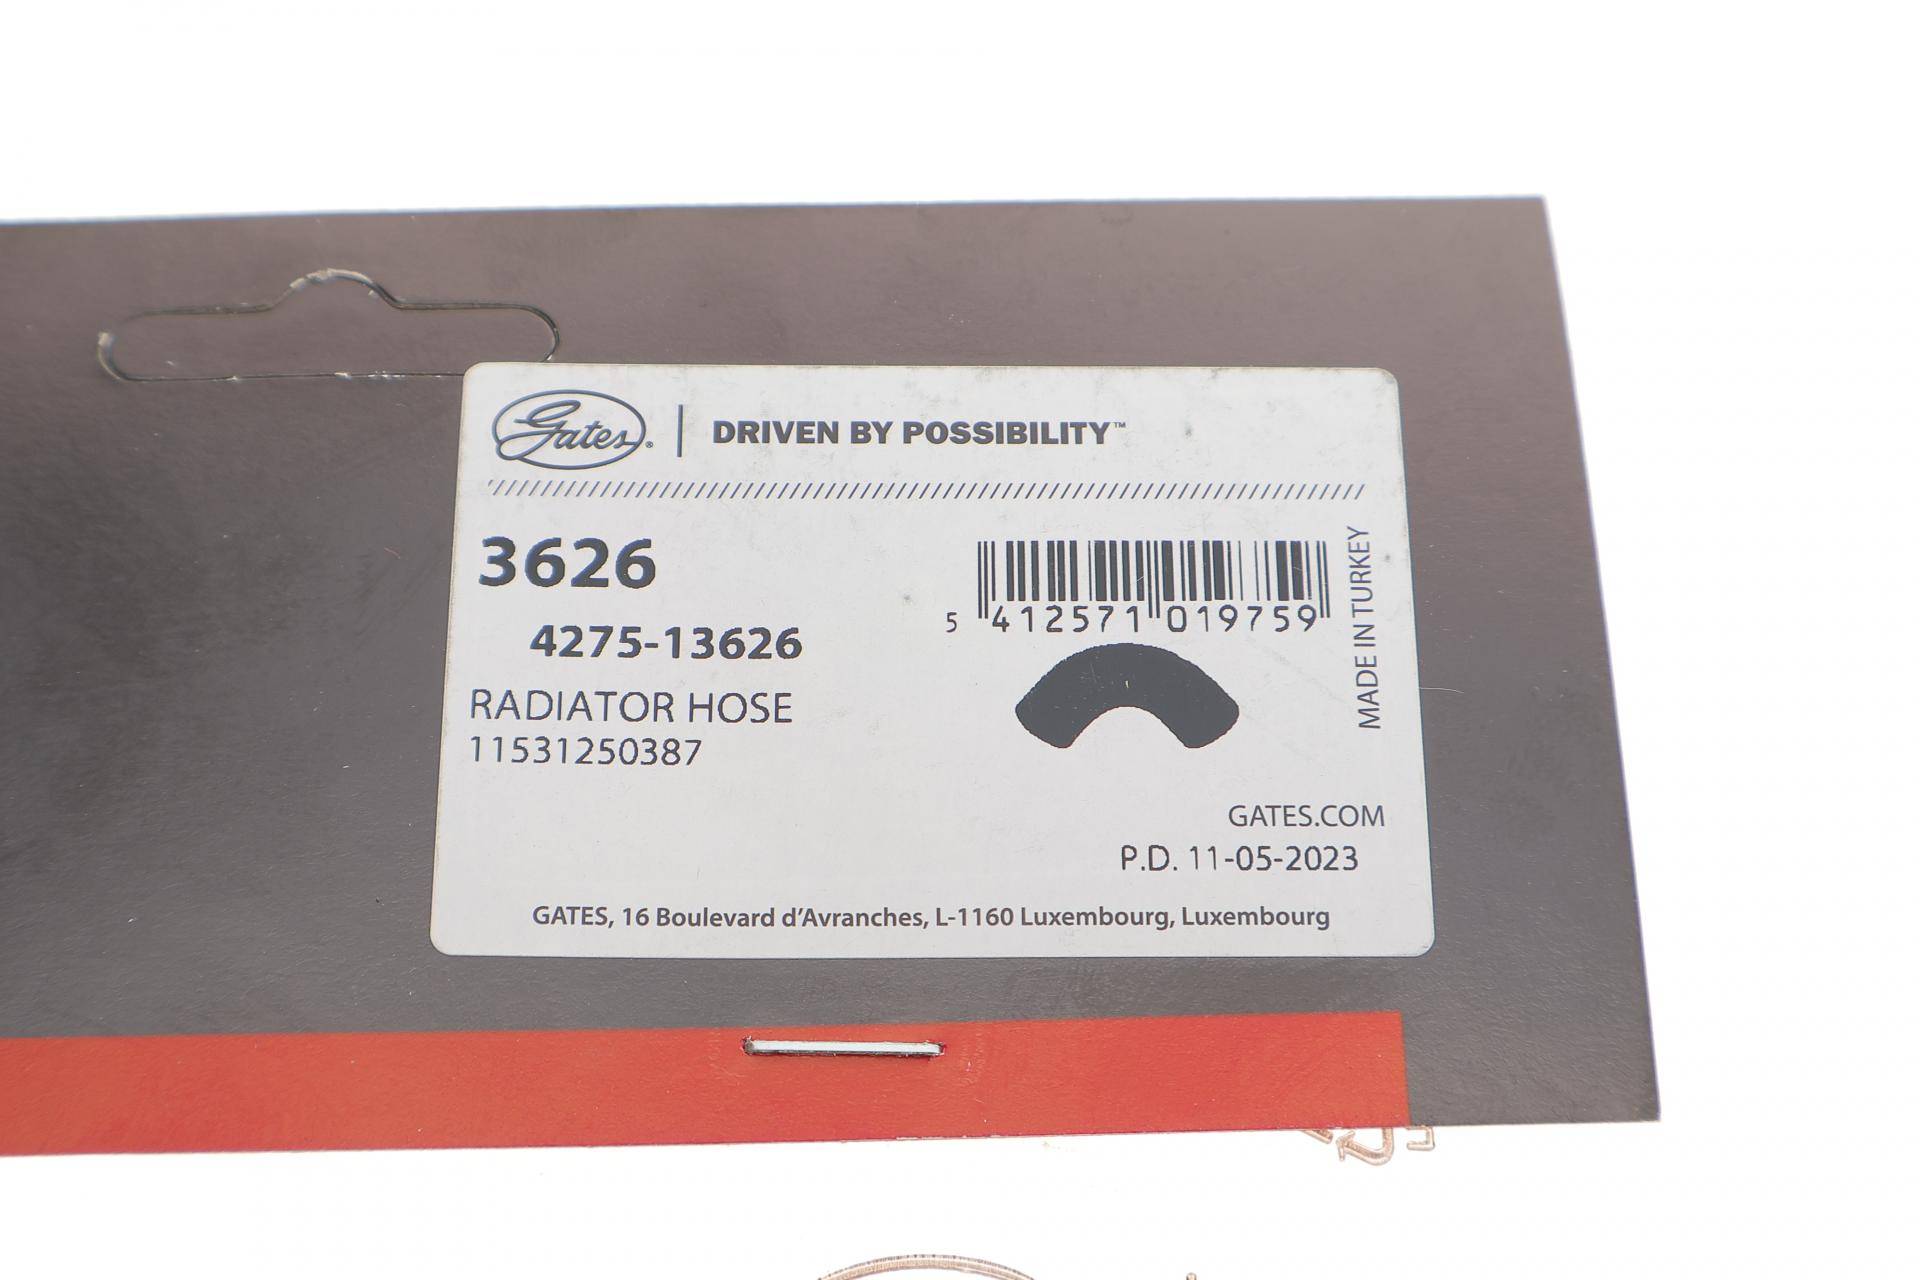 Gates®
DRIVEN BY POSSIBILITY™
3626
4275-13626
RADIATOR HOSE
11531250387
5 412571 019759
MADE IN TURKEY
GATES.COM
P.D. 11-05-2023
GATES, 16 Boulevard d'Avranches, L-1160 Luxembourg, Luxembourg